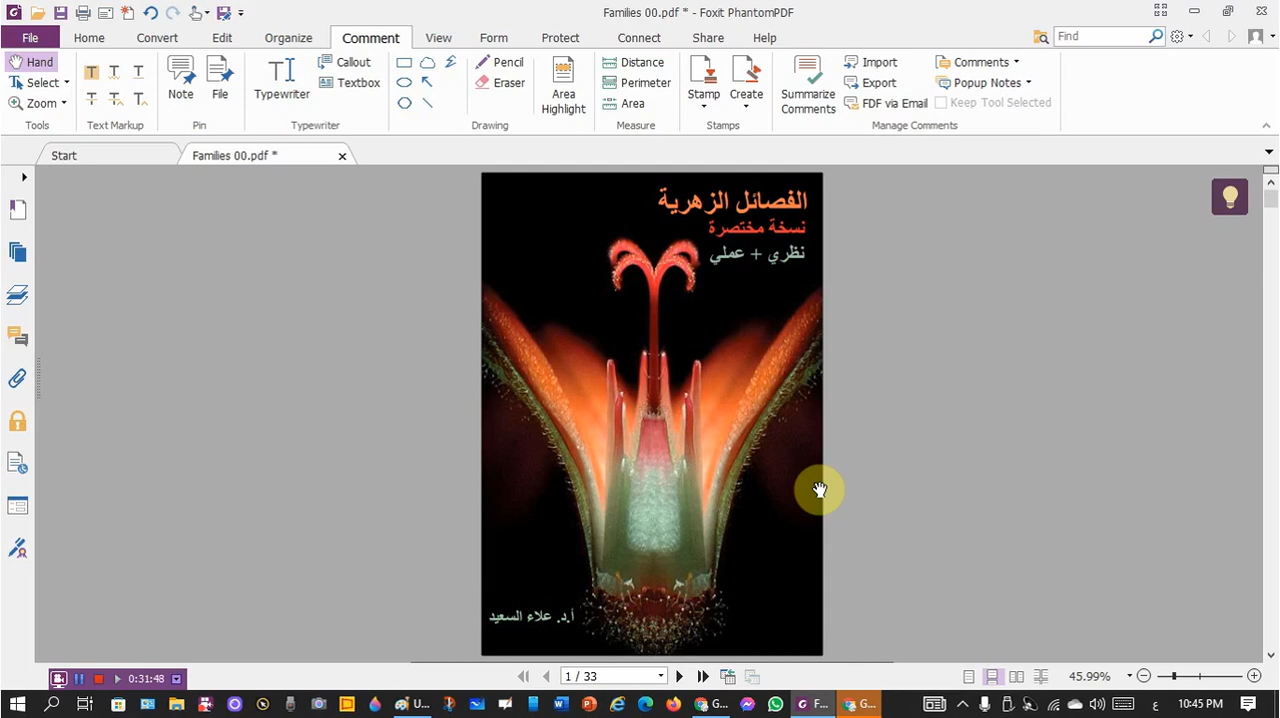 Families 00.pdf * - Foxit PhantomPDF
File Home Convert Edit Organize Comment View Form Protect Connect Share Help Find
Hand
Select
Zoom
Tools
Text Markup
Note
File
Pin
Typewriter
Callout
Textbox
Typewriter
Pencil
Eraser
Drawing
Area
Highlight
Distance
Perimeter
Area
Measure
Stamp
Create
Stamps
Summarize
Comments
Import
Export
FDF via Email
Comments
Popup Notes
Keep Tool Selected
Manage Comments
Start
Families 00.pdf *
الفصائل الزهرية
نسخة مختصرة
نظري + عملي
أ.د. علاء السعيد
0:31:48
1 / 33
45.99%
U...
G...
F...
G...
ع
10:45 PM